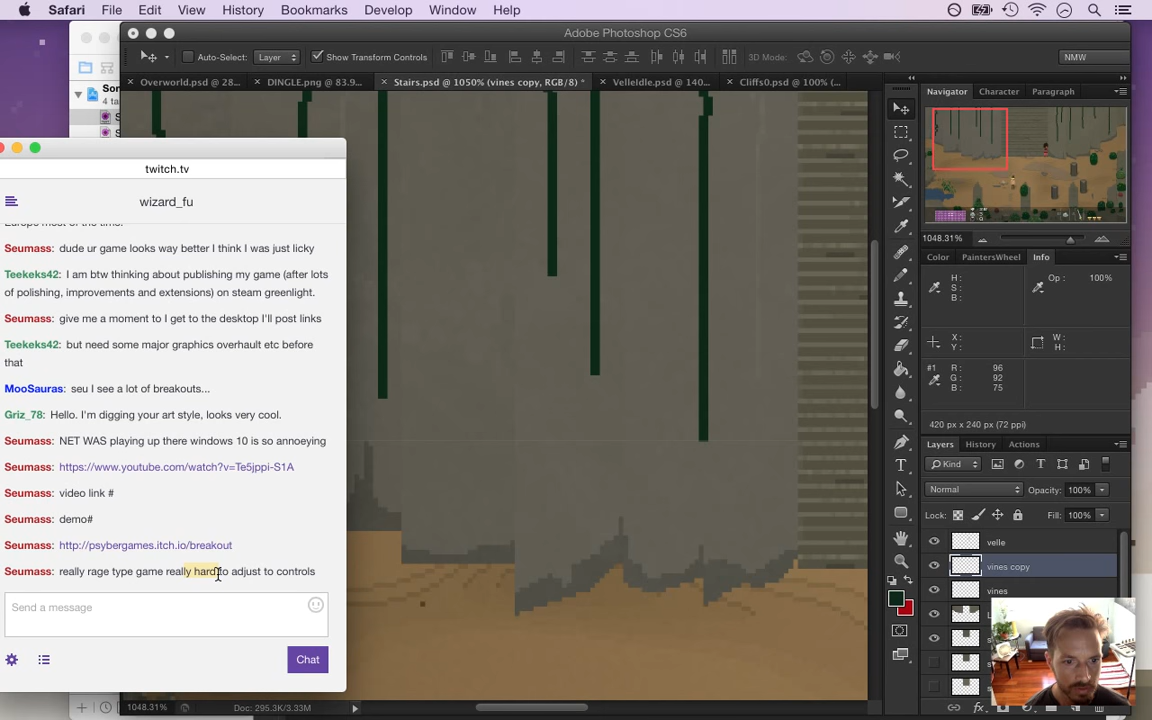 Safari File Edit View History Bookmarks Develop Window Help
Adobe Photoshop CS6
Auto-Select: Layer Show Transform Controls 3D Mode: NMW
Overworld.psd @ 28... DINGLE.png @ 83.9... Stairs.psd @ 1050% (vines copy, RGB/8) * VelleIdle.psd @ 140... Cliffs0.psd @ 100% (...
4 ta
twitch.tv
wizard_fu
Europe most of the time.
Seumass: dude ur game looks way better I think I was just licky
Teekeks42: I am btw thinking about publishing my game (after lots
of polishing, improvements and extensions) on steam greenlight.
Seumass: give me a moment to I get to the desktop I'll post links
Teekeks42: but need some major graphics overhault etc before
that
MooSauras: seu I see a lot of breakouts...
Griz_78: Hello. I'm digging your art style, looks very cool.
Seumass: NET WAS playing up there windows 10 is so annoeying
Seumass: https://www.youtube.com/watch?v=Te5jppi-S1A
Seumass: video link #
Seumass: demo#
Seumass: http://psybergames.itch.io/breakout
Seumass: really rage type game really hard to adjust to controls
Send a message
Chat
1048.31% Doc: 295.3K/3.33M
Navigator Character Paragraph
1048.31%
Color PaintersWheel Info
H: Op: 100%
S:
B:
X: W:
Y: H:
#1 R: 96
G: 92
B: 75
420 px x 240 px (72 ppi)
Layers History Actions
Kind
Normal Opacity: 100%
Lock: Fill: 100%
velle
vines copy
vines